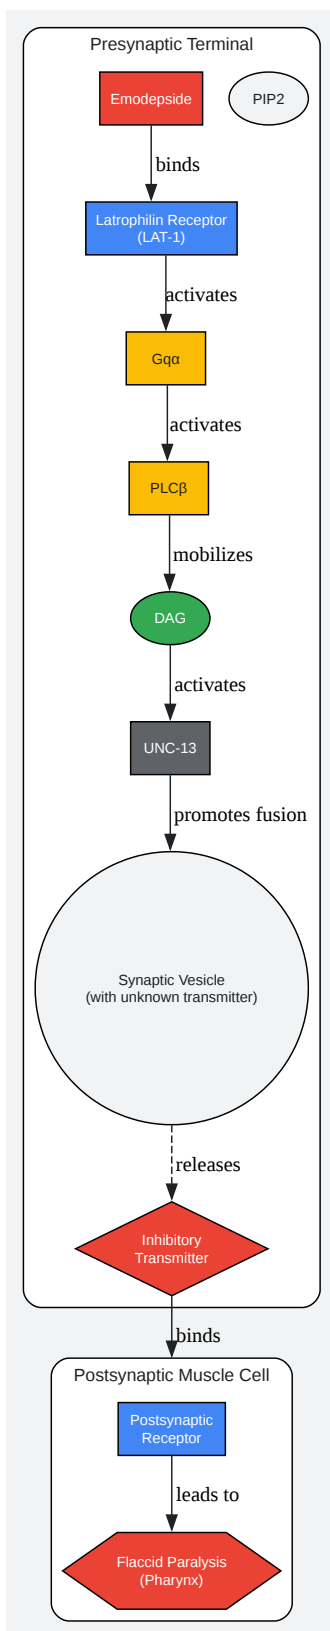 Presynaptic Terminal
Emodepside
PIP2
binds
Latrophilin Receptor
(LAT-1)
activates
Gqα
activates
PLCβ
mobilizes
DAG
activates
UNC-13
promotes fusion
Synaptic Vesicle
(with unknown transmitter)
releases
Inhibitory
Transmitter
binds
Postsynaptic Muscle Cell
Postsynaptic
Receptor
leads to
Flaccid Paralysis
(Pharynx)